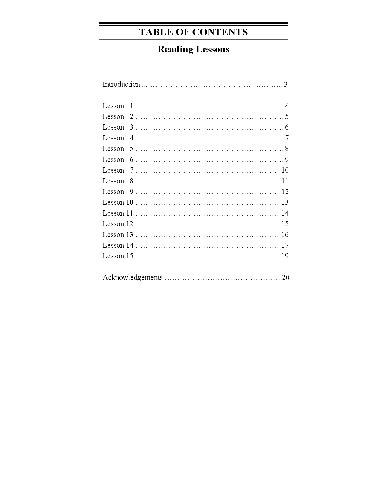 TABLE OF CONTENTS
Reading Lessons
Introduction 3
Lesson 1 4
Lesson 2 5
Lesson 3 6
Lesson 4 7
Lesson 5 8
Lesson 6 9
Lesson 7 10
Lesson 8 11
Lesson 9 12
Lesson 10 13
Lesson 11 14
Lesson 12 15
Lesson 13 16
Lesson 14 17
Lesson 15
Acknowledgements